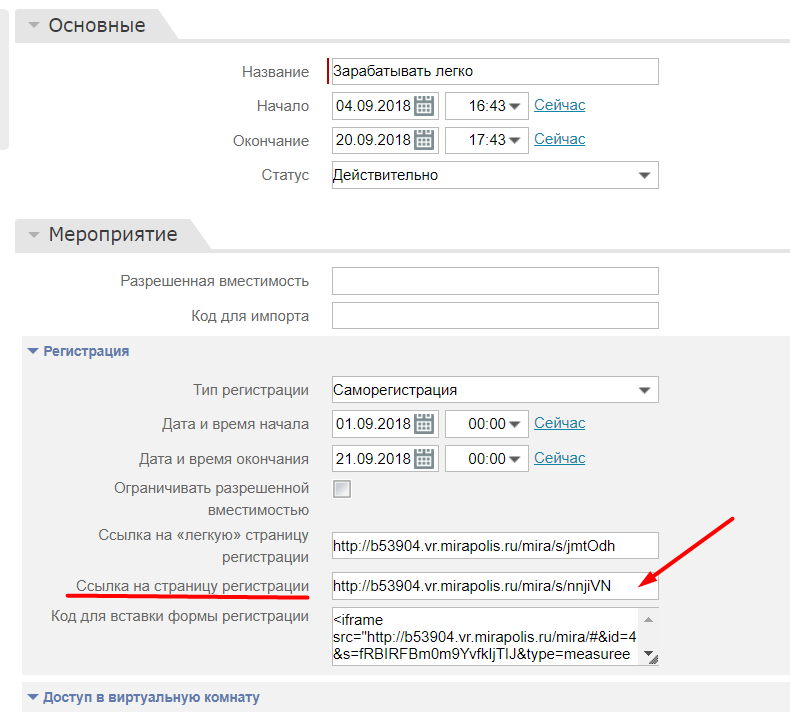 Основные
Название Зарабатывать легко
Начало 04.09.2018 16:43 Сейчас
Окончание 20.09.2018 17:43 Сейчас
Статус Действительно
Мероприятие
Разрешенная вместимость
Код для импорта
Регистрация
Тип регистрации Саморегистрация
Дата и время начала 01.09.2018 00:00 Сейчас
Дата и время окончания 21.09.2018 00:00 Сейчас
Ограничивать разрешенной
вместимостью
Ссылка на «легкую» страницу
регистрации
http://b53904.vr.mirapolis.ru/mira/s/jmtOdh
Ссылка на страницу регистрации http://b53904.vr.mirapolis.ru/mira/s/nnjiVN
Код для вставки формы регистрации <iframe
src="http://b53904.vr.mirapolis.ru/mira/#&id=4
&s=fRBIRFBm0m9YvfkIjTIJ&type=measuree
Доступ в виртуальную комнату